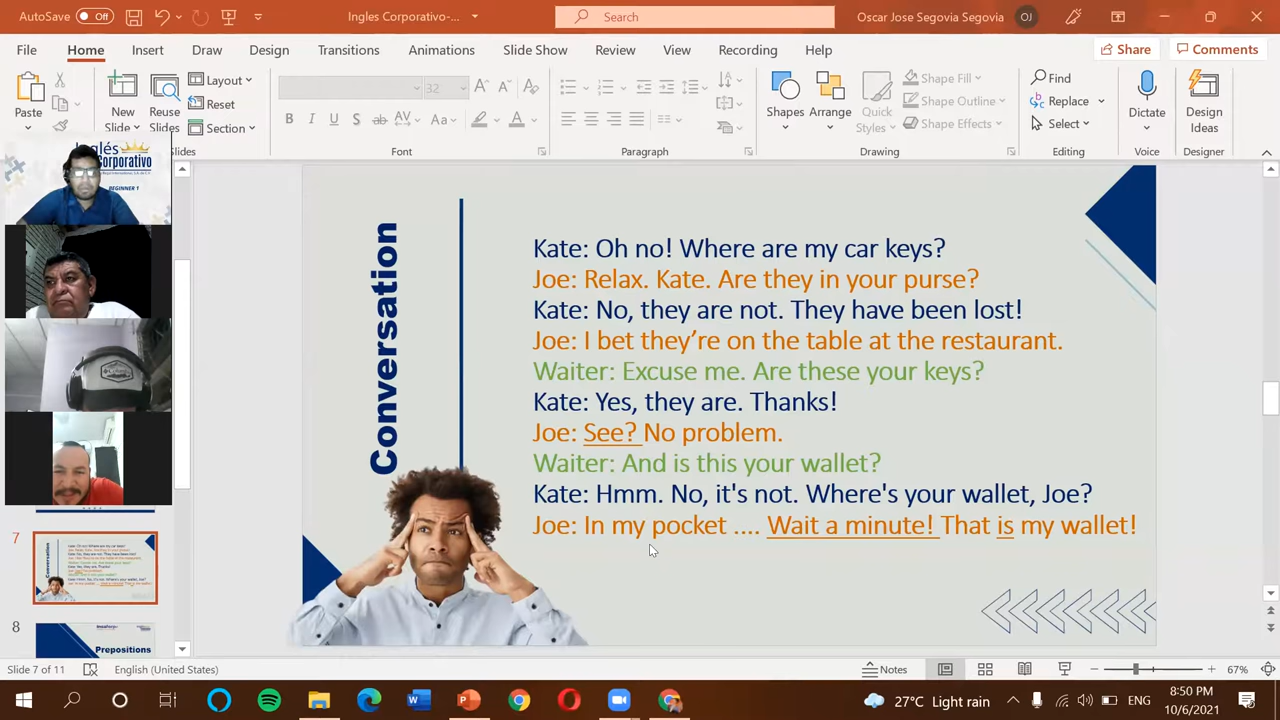 AutoSave Off Ingles Corporativo-... Search Oscar Jose Segovia Segovia OJ
File Home Insert Draw Design Transitions Animations Slide Show Review View Recording Help Share Comments
Paste New Slide Reuse Slides Layout Reset Section
32
Shapes Arrange Quick Styles Shape Fill Shape Outline Shape Effects
Find Replace Select Dictate Design Ideas
Slides Font Paragraph Drawing Editing Voice Designer
Inglés
Corporativo
BEGINNER 1
Conversation
Kate: Oh no! Where are my car keys?
Joe: Relax. Kate. Are they in your purse?
Kate: No, they are not. They have been lost!
Joe: I bet they’re on the table at the restaurant.
Waiter: Excuse me. Are these your keys?
Kate: Yes, they are. Thanks!
Joe: See? No problem.
Waiter: And is this your wallet?
Kate: Hmm. No, it's not. Where's your wallet, Joe?
Joe: In my pocket .... Wait a minute! That is my wallet!
7
8
Prepositions
Slide 7 of 11 English (United States) Notes 67%
27°C Light rain ENG 8:50 PM
10/6/2021